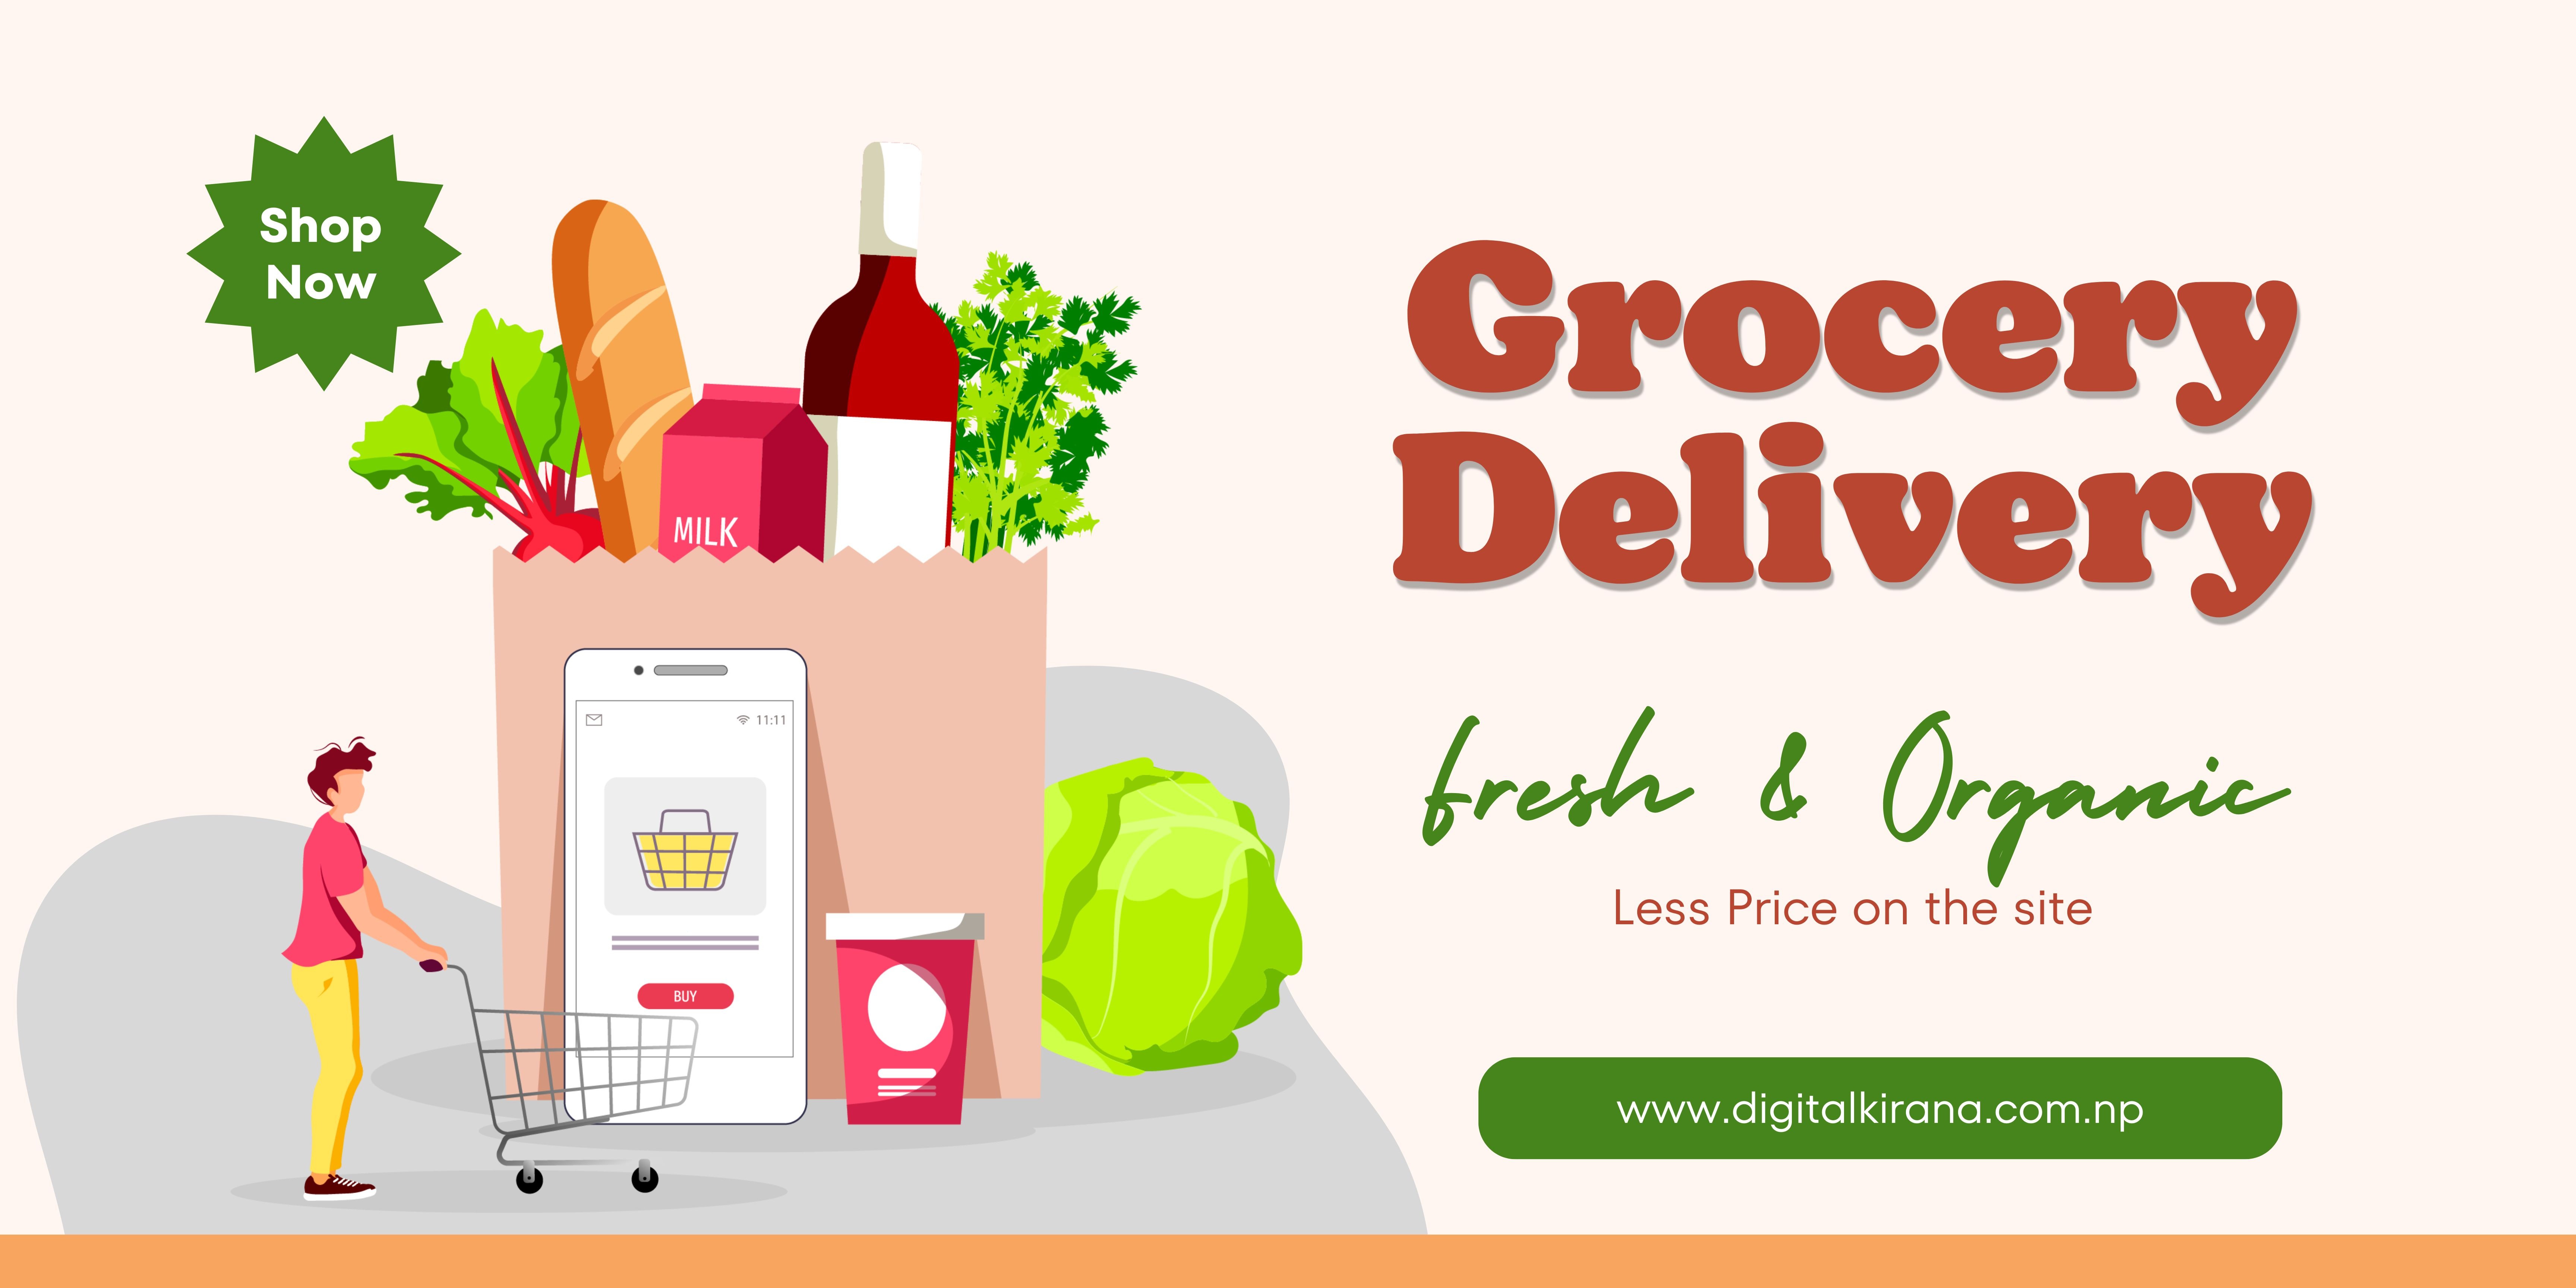 Shop
Now
MILK
11:11
BUY
Grocery
Delivery
fresh & Organic
Less Price on the site
www.digitalkirana.com.np